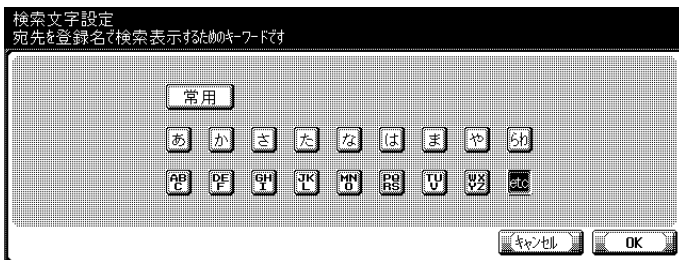 検索文字設定
宛先を登録名で検索表示するためのキーワードです
常用
あ か さ た な は ま や らわ
ABC DEF GHI JKL MNO PQRS TUV WXYZ etc
キャンセル OK